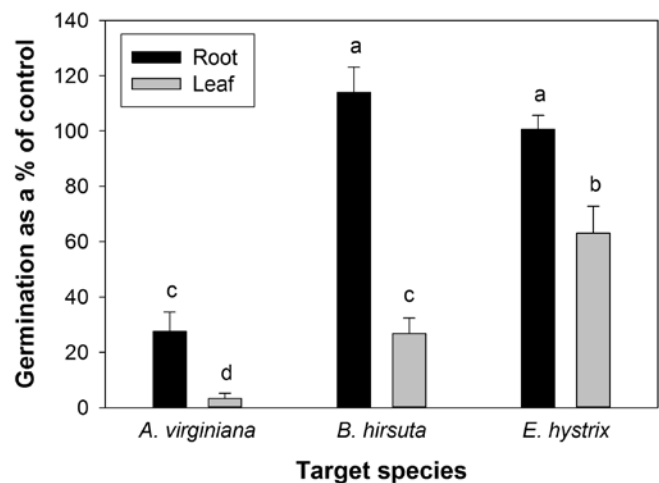 Germination as a % of control
140
120
100
80
60
40
20
0
Root
Leaf
c
d
a
c
a
b
A. virginiana
B. hirsuta
E. hystrix
Target species